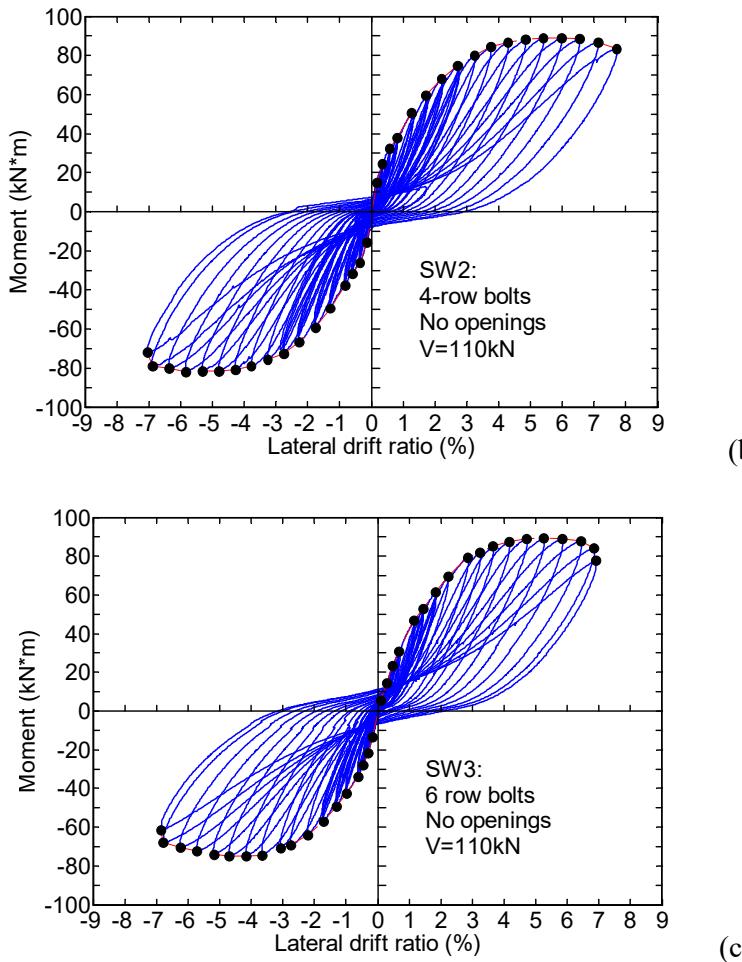 100
80
60
40
20
0
-20
-40
-60
-80
-100
Moment (kN*m)
SW2:
4-row bolts
No openings
V=110kN
-9 -8 -7 -6 -5 -4 -3 -2 -1 0 1 2 3 4 5 6 7 8 9
Lateral drift ratio (%)
(b
100
80
60
40
20
0
-20
-40
-60
-80
-100
Moment (kN*m)
SW3:
6 row bolts
No openings
V=110kN
-9 -8 -7 -6 -5 -4 -3 -2 -1 0 1 2 3 4 5 6 7 8 9
Lateral drift ratio (%)
(c